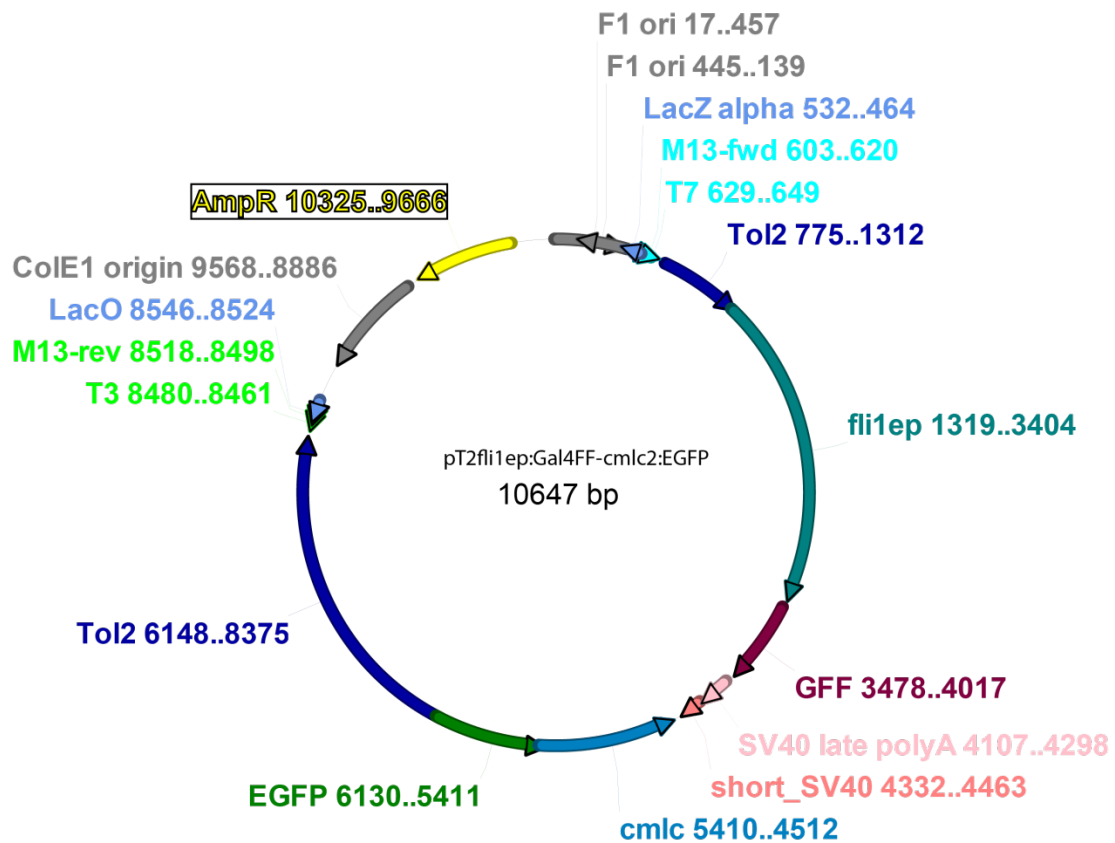 F1 ori 17..457
F1 ori 445..139
LacZ alpha 532..464
M13-fwd 603..620
T7 629..649
Tol2 775..1312
AmpR 10325..9666
ColE1 origin 9568..8886
LacO 8546..8524
M13-rev 8518..8498
T3 8480..8461
fli1ep 1319..3404
pT2fli1ep:Gal4FF-cmlc2:EGFP
10647 bp
Tol2 6148..8375
GFF 3478..4017
SV40 late polyA 4107..4298
short_SV40 4332..4463
EGFP 6130..5411
cmlc 5410..4512